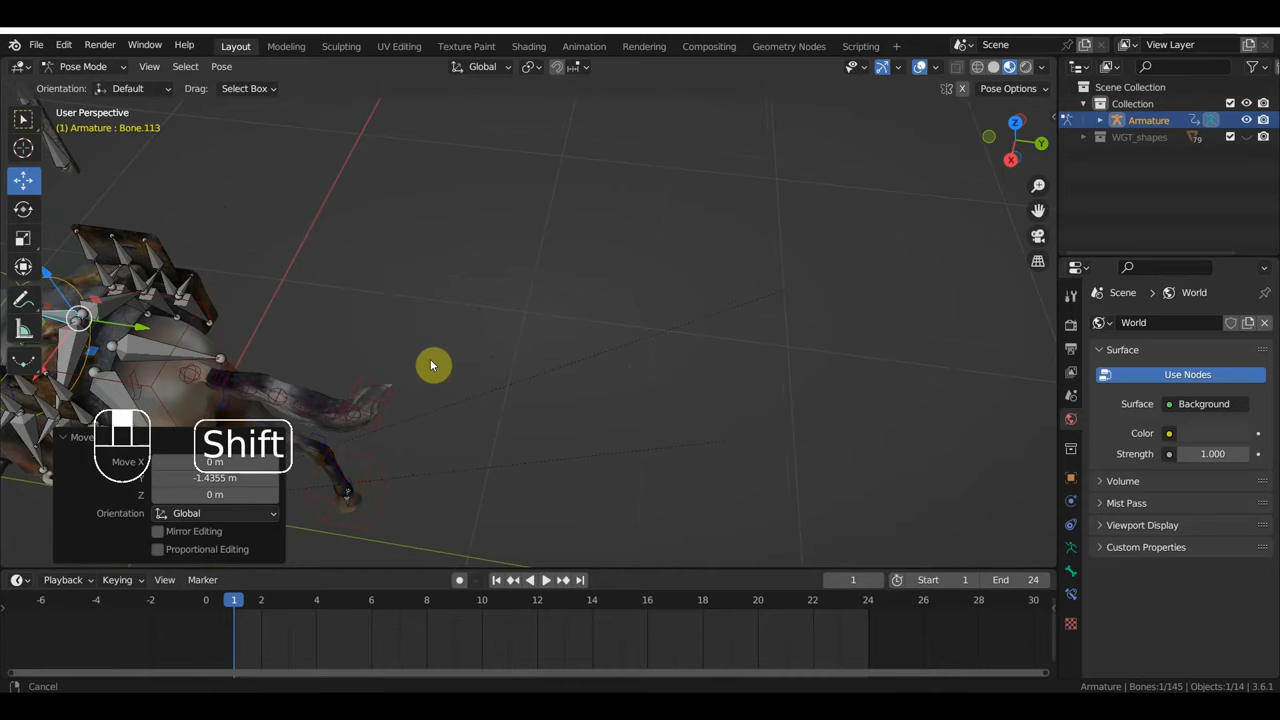 File Edit Render Window Help Layout Modeling Sculpting UV Editing Texture Paint Shading Animation Rendering Compositing Geometry Nodes Scripting + Scene View Layer
Pose Mode View Select Pose Global
Orientation: Default Drag: Select Box X Pose Options
User Perspective
(1) Armature : Bone.113
Z
Y
X
Scene Collection
Collection
Armature
WGT_shapes 79
Scene World
World
Surface
Use Nodes
Surface Background
Color
Strength 1.000
Volume
Mist Pass
Viewport Display
Custom Properties
Move
Shift
Move X 0 m
Y -1.4355 m
Z 0 m
Orientation Global
Mirror Editing
Proportional Editing
Playback Keying View Marker 1 Start 1 End 24
-6 -4 -2 0 1 2 4 6 8 10 12 14 16 18 20 22 24 26 28 30
Cancel Armature | Bones:1/145 | Objects:1/14 | 3.6.1